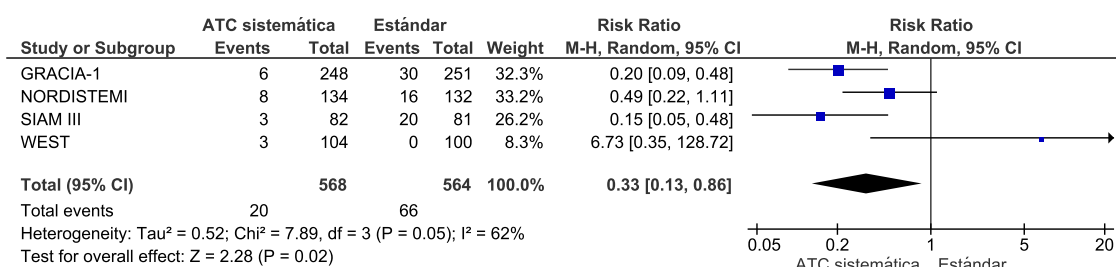 ATC sistemática Estándar Risk Ratio Risk Ratio
Study or Subgroup Events Total Events Total Weight M-H, Random, 95% CI M-H, Random, 95% CI
GRACIA-1 6 248 30 251 32.3% 0.20 [0.09, 0.48]
NORDISTEMI 8 134 16 132 33.2% 0.49 [0.22, 1.11]
SIAM III 3 82 20 81 26.2% 0.15 [0.05, 0.48]
WEST 3 104 0 100 8.3% 6.73 [0.35, 128.72]
Total (95% CI) 568 564 100.0% 0.33 [0.13, 0.86]
Total events 20 66
Heterogeneity: Tau² = 0.52; Chi² = 7.89, df = 3 (P = 0.05); I² = 62%
Test for overall effect: Z = 2.28 (P = 0.02)
0.05 0.2 1 5 20
ATC sistemática Estándar